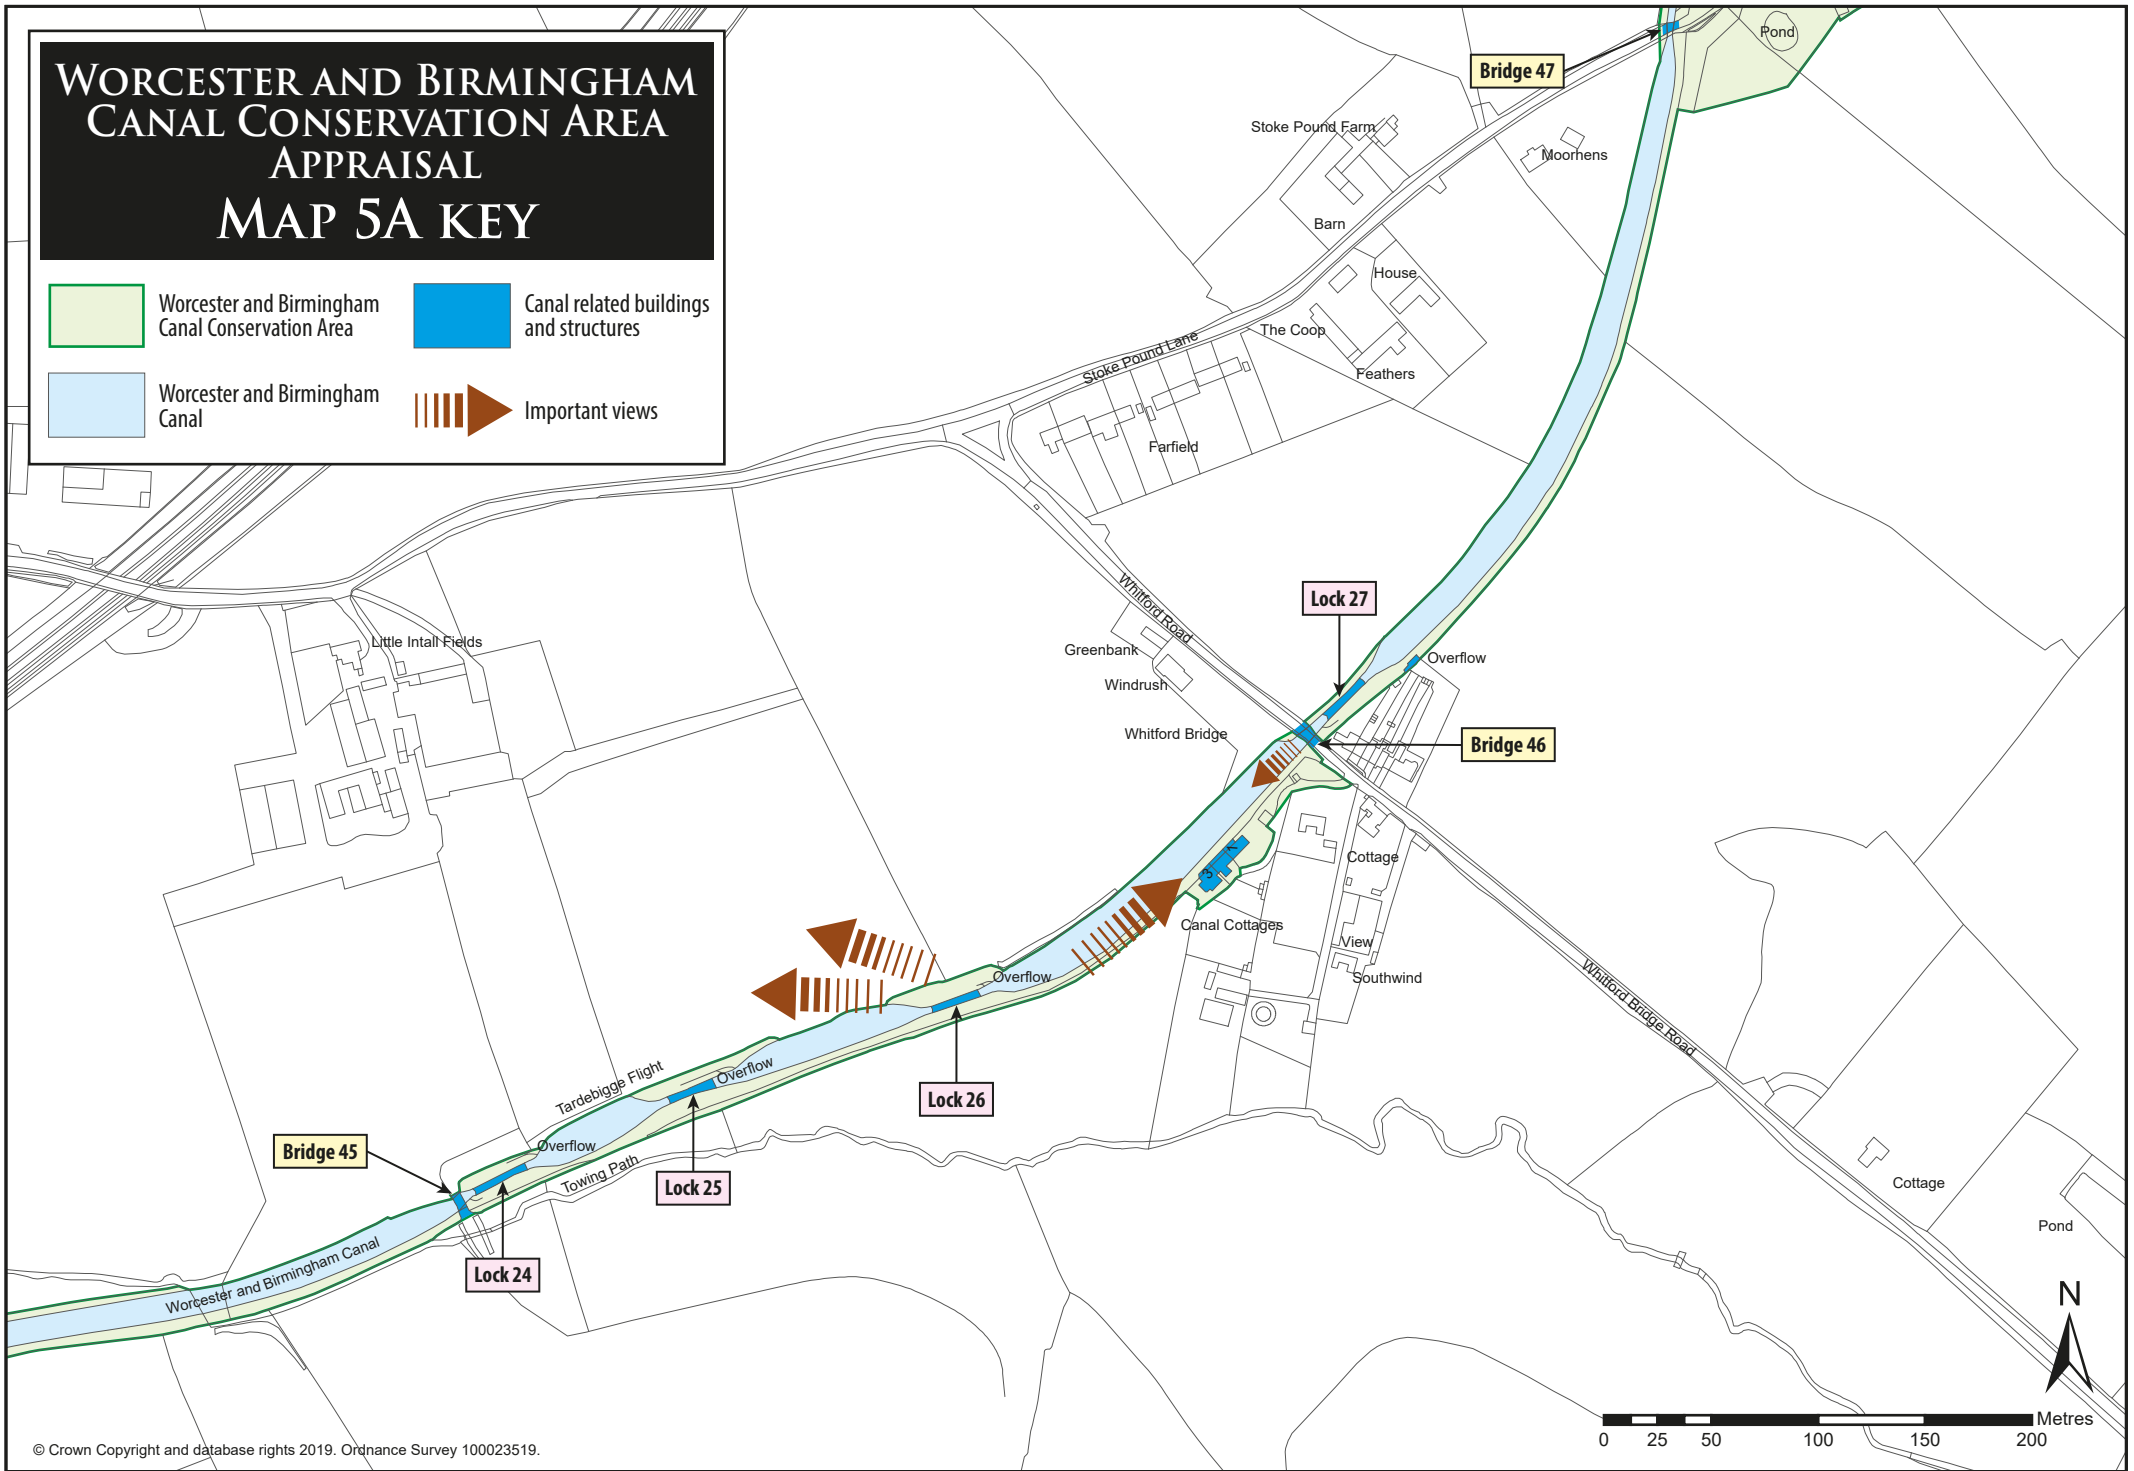 WORCESTER AND BIRMINGHAM
CANAL CONSERVATION AREA
APPRAISAL
MAP 5A KEY
Worcester and Birmingham
Canal Conservation Area
Canal related buildings
and structures
Worcester and Birmingham
Canal
Important views
Bridge 47
Pond
Stoke Pound Farm
Moorhens
Barn
House
The Coop
Stoke Pound Lane
Feathers
Farfield
Whitford Road
Lock 27
Little Intall Fields
Greenbank
Overflow
Windrush
Whitford Bridge
Bridge 46
1
3
Cottage
Canal Cottages
View
Southwind
Overflow
Whitford Bridge Road
Overflow
Tardebigge Flight
Lock 26
Overflow
Bridge 45
Towing Path
Lock 25
Cottage
Pond
Lock 24
Worcester and Birmingham Canal
N
Metres
0 25 50 100 150 200
© Crown Copyright and database rights 2019. Ordnance Survey 100023519.